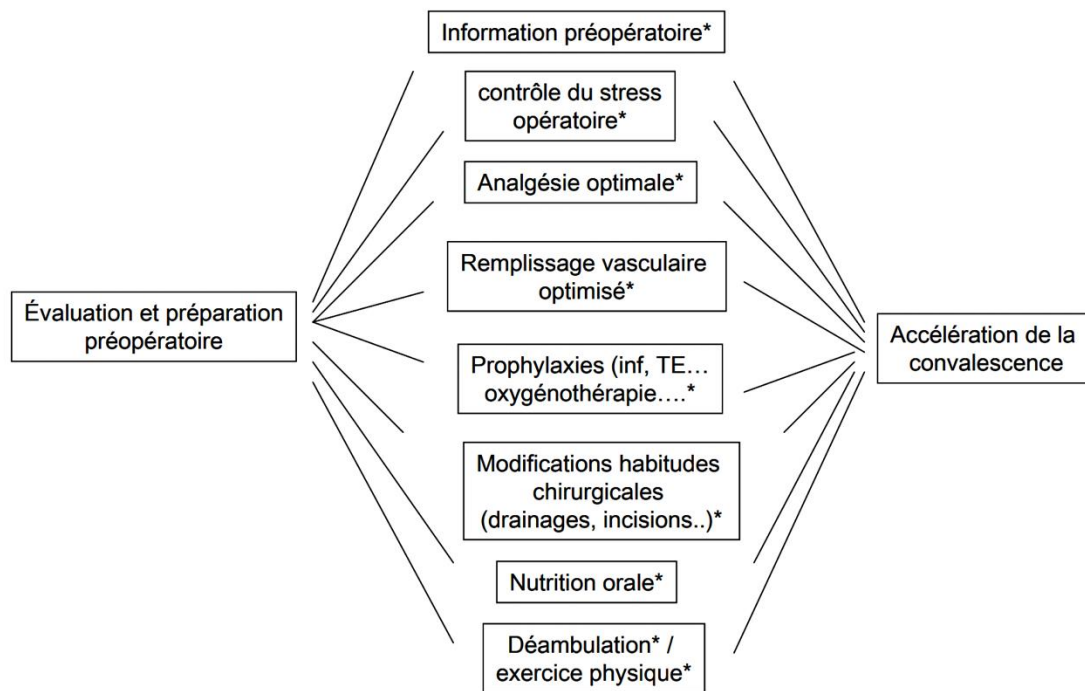 Information préopératoire*
contrôle du stress
opératoire*
Analgésie optimale*
Remplissage vasculaire
optimisé*
Évaluation et préparation
préopératoire
Accélération de la
convalescence
Prophylaxies (inf, TE…
oxygénothérapie….*
Modifications habitudes
chirurgicales
(drainages, incisions..)*
Nutrition orale*
Déambulation* /
exercice physique*